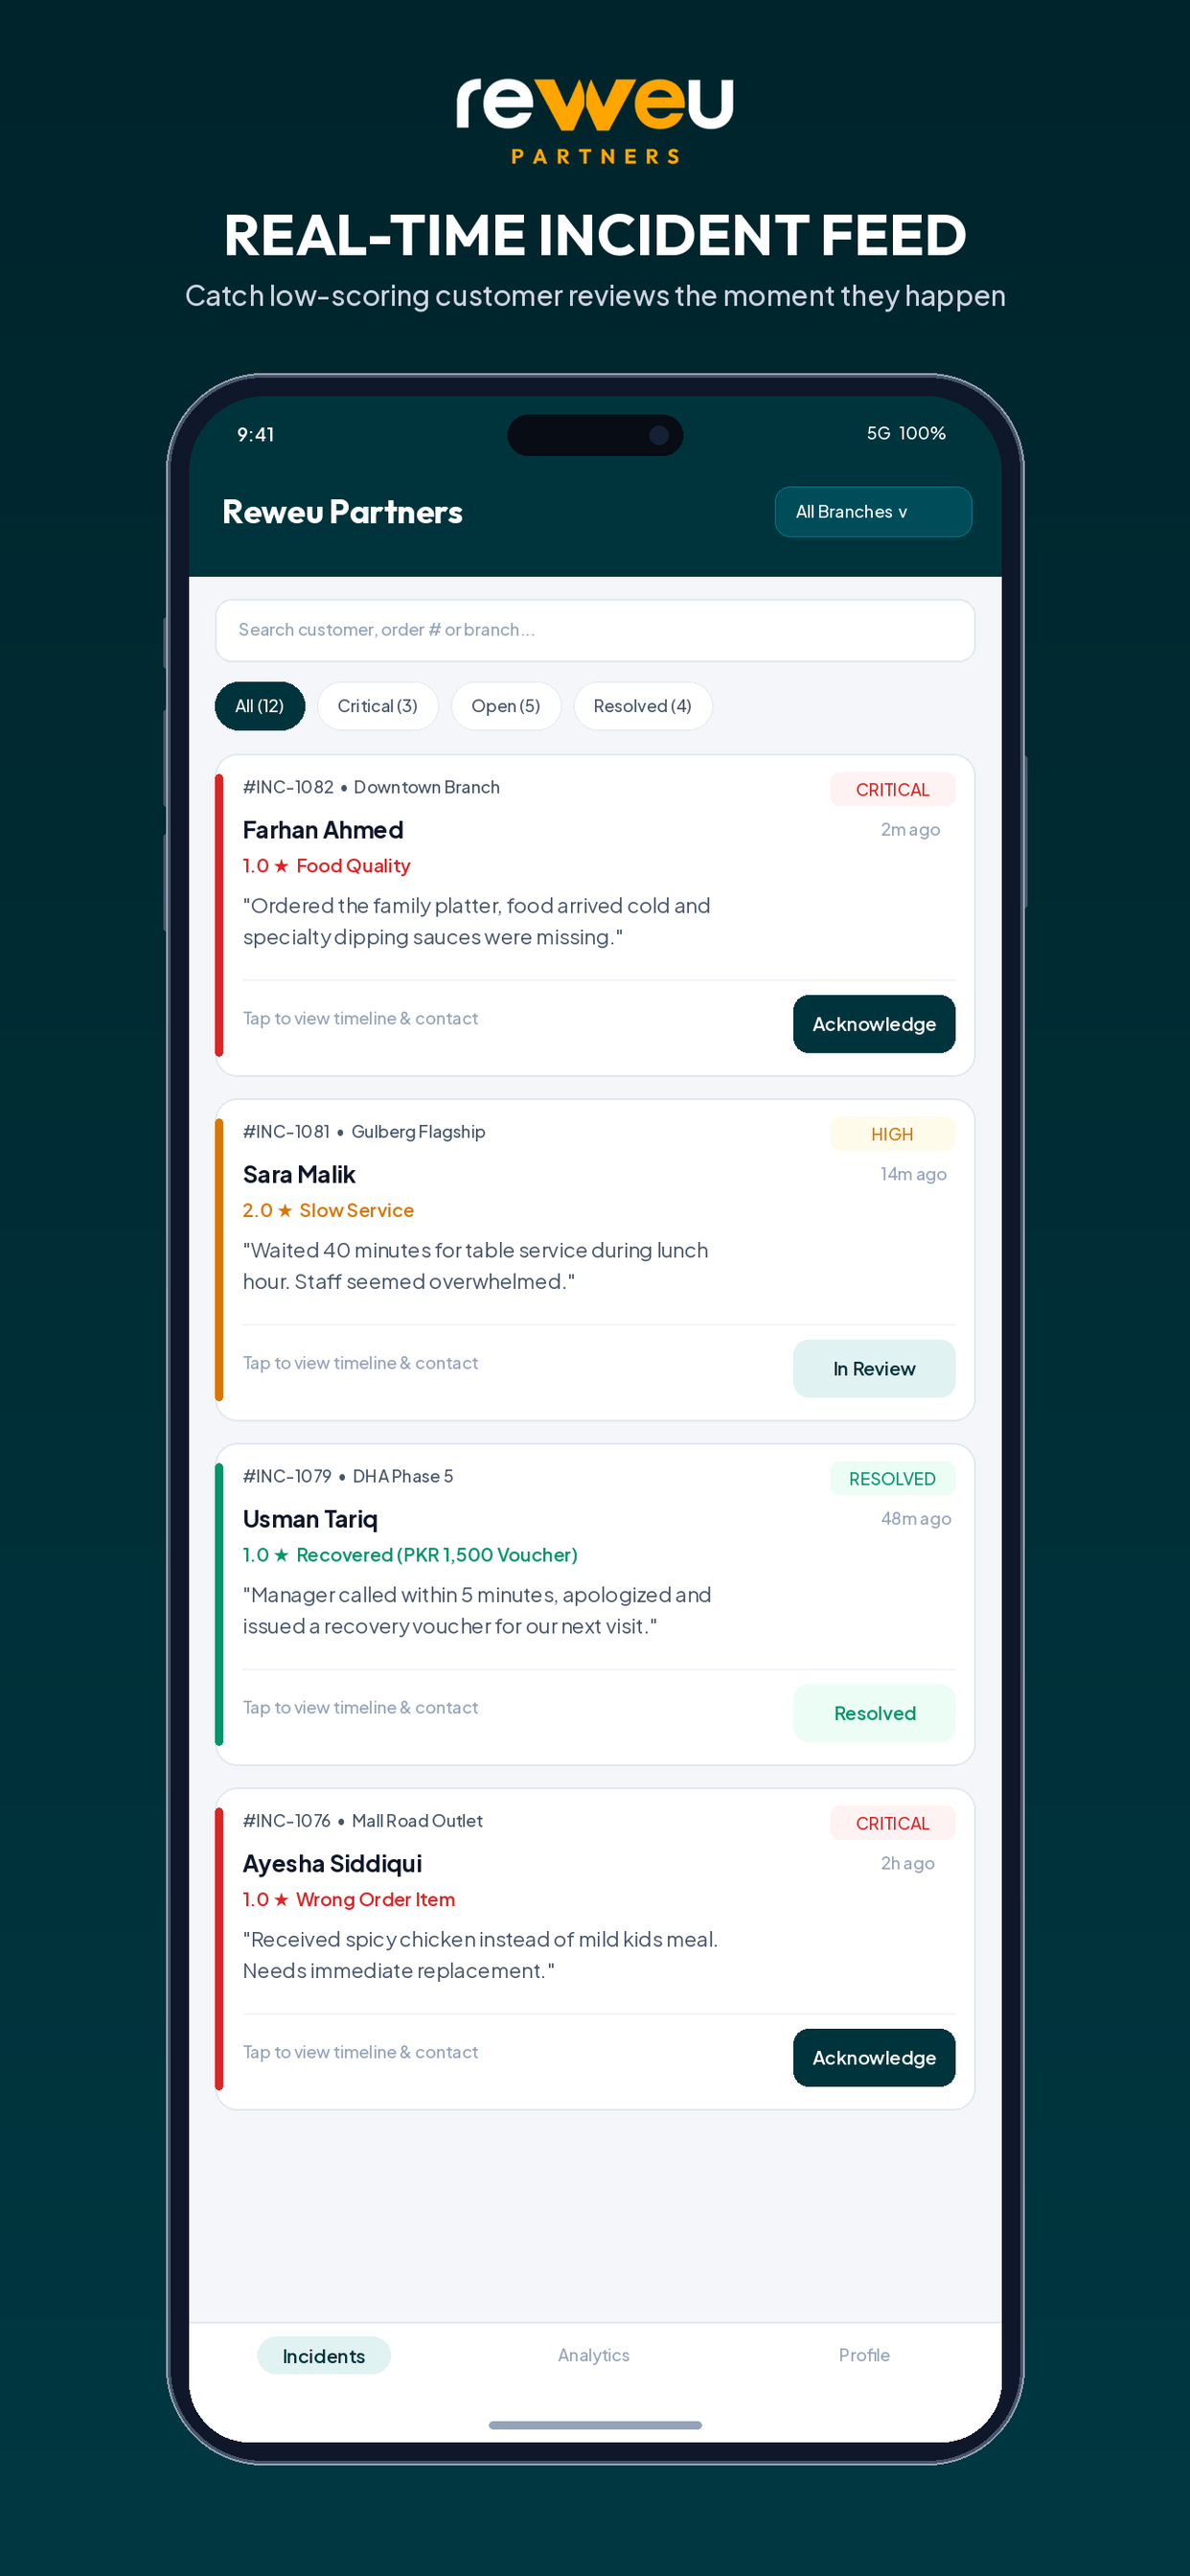 reweu
PARTNERS
REAL-TIME INCIDENT FEED
Catch low-scoring customer reviews the moment they happen
9:41
5G 100%
Reweu Partners
All Branches v
Search customer, order # or branch...
All (12)
Critical (3)
Open (5)
Resolved (4)
#INC-1082 • Downtown Branch
CRITICAL
Farhan Ahmed
2m ago
1.0 ★ Food Quality
"Ordered the family platter, food arrived cold and
specialty dipping sauces were missing."
Tap to view timeline & contact
Acknowledge
#INC-1081 • Gulberg Flagship
HIGH
Sara Malik
14m ago
2.0 ★ Slow Service
"Waited 40 minutes for table service during lunch
hour. Staff seemed overwhelmed."
Tap to view timeline & contact
In Review
#INC-1079 • DHA Phase 5
RESOLVED
Usman Tariq
48m ago
1.0 ★ Recovered (PKR 1,500 Voucher)
"Manager called within 5 minutes, apologized and
issued a recovery voucher for our next visit."
Tap to view timeline & contact
Resolved
#INC-1076 • Mall Road Outlet
CRITICAL
Ayesha Siddiqui
2h ago
1.0 ★ Wrong Order Item
"Received spicy chicken instead of mild kids meal.
Needs immediate replacement."
Tap to view timeline & contact
Acknowledge
Incidents
Analytics
Profile